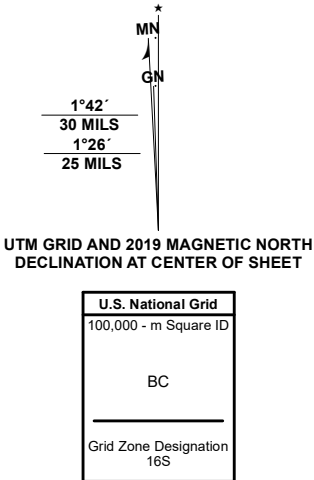 ★
MN
GN
1°42´
30 MILS
1°26´
25 MILS
UTM GRID AND 2019 MAGNETIC NORTH
DECLINATION AT CENTER OF SHEET
U.S. National Grid
100,000 - m Square ID
BC
Grid Zone Designation
16S